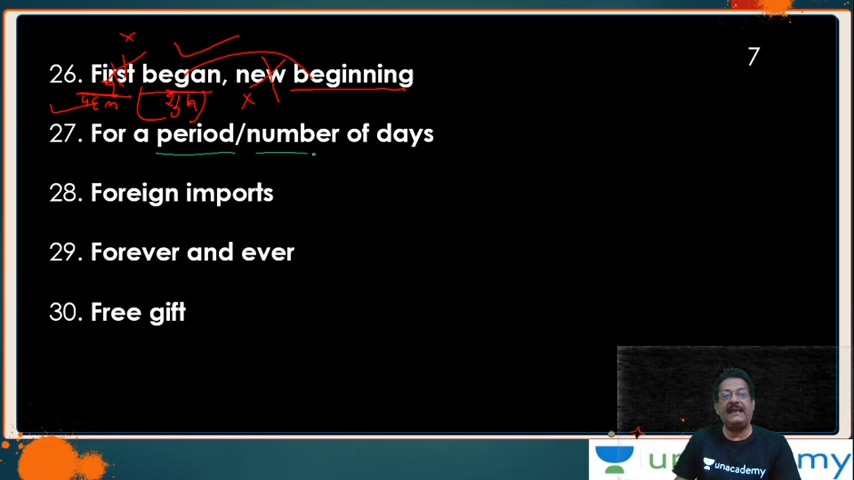 7
26. First began, new beginning
27. For a period/number of days
28. Foreign imports
29. Forever and ever
30. Free gift
unacademy
my